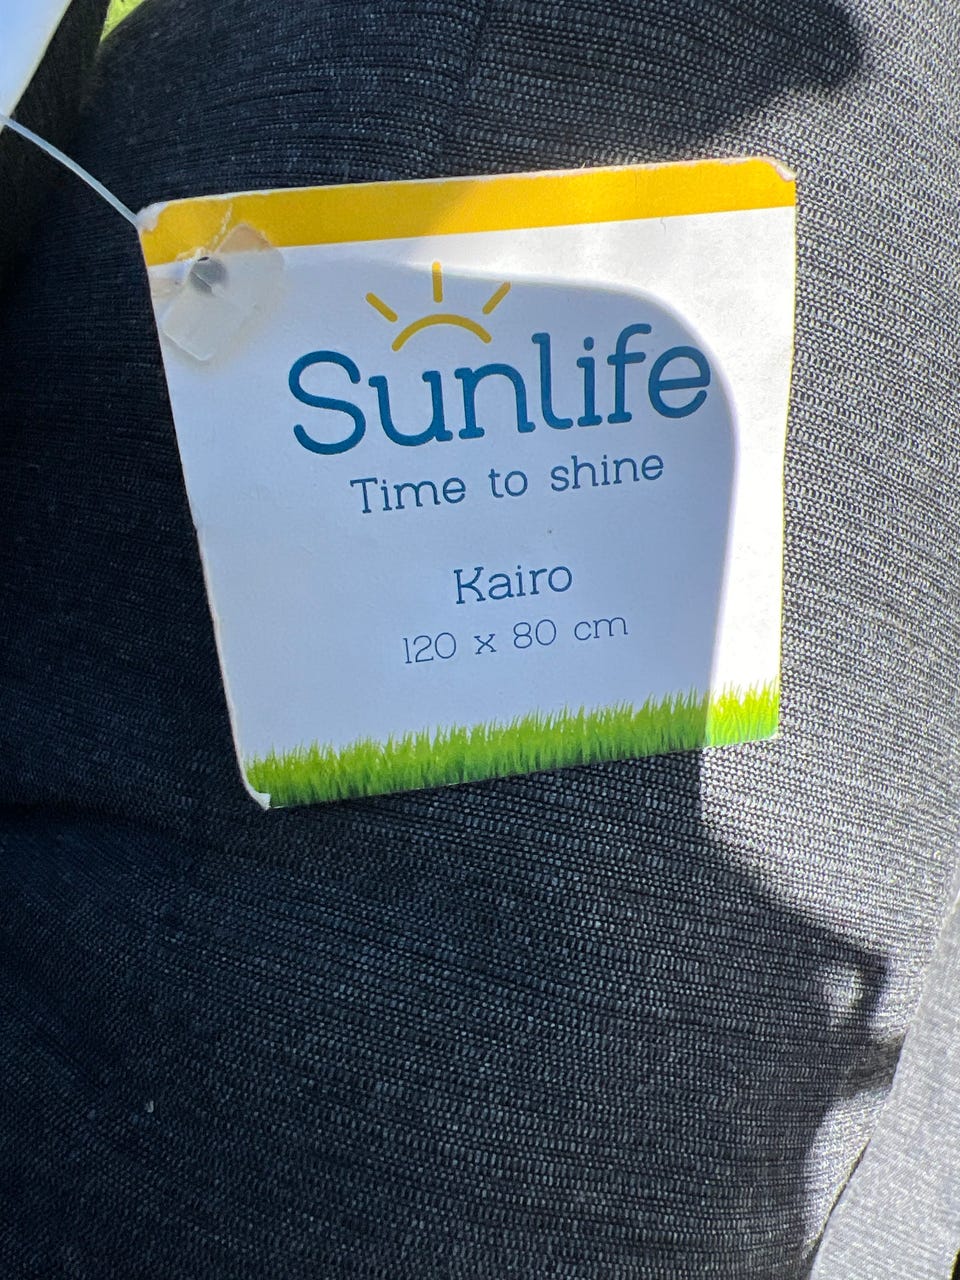 Sunlife
Time to shine
Kairo
120 x 80 cm